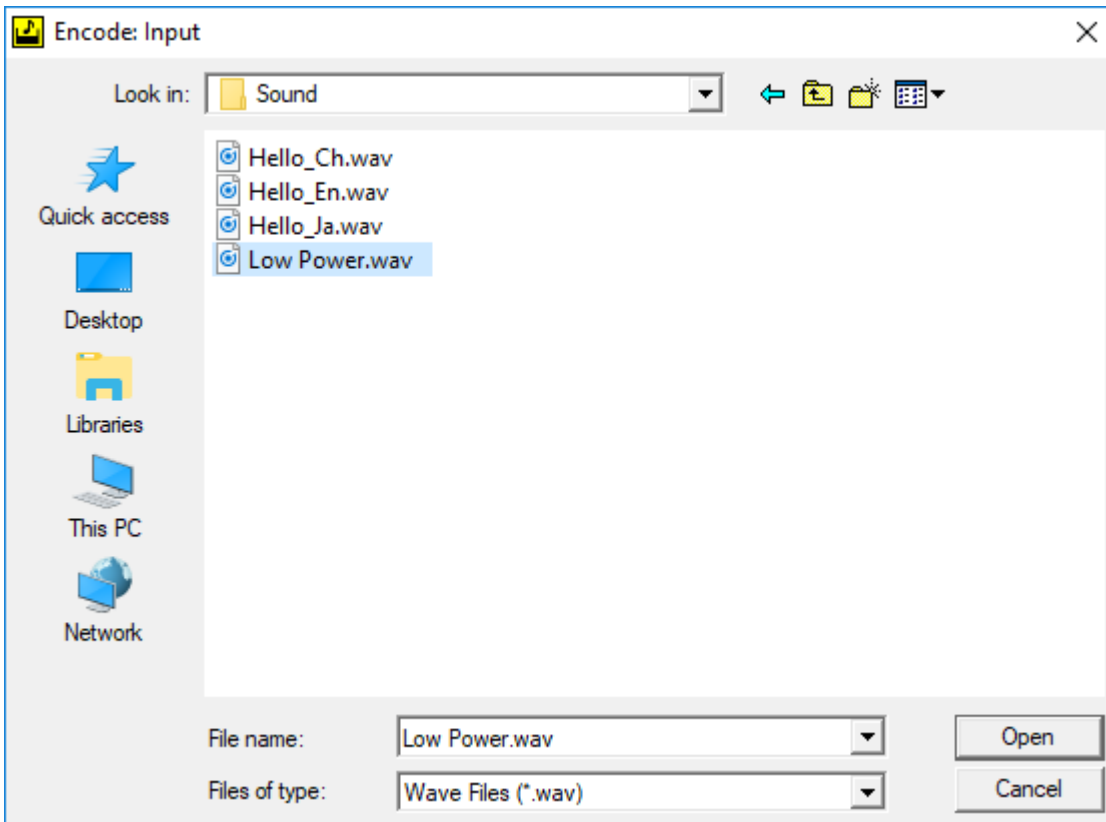 Encode: Input
Look in:
Sound
Hello_Ch.wav
Hello_En.wav
Hello_Ja.wav
Low Power.wav
Quick access
Desktop
Libraries
This PC
Network
File name:
Low Power.wav
Open
Files of type:
Wave Files (*.wav)
Cancel